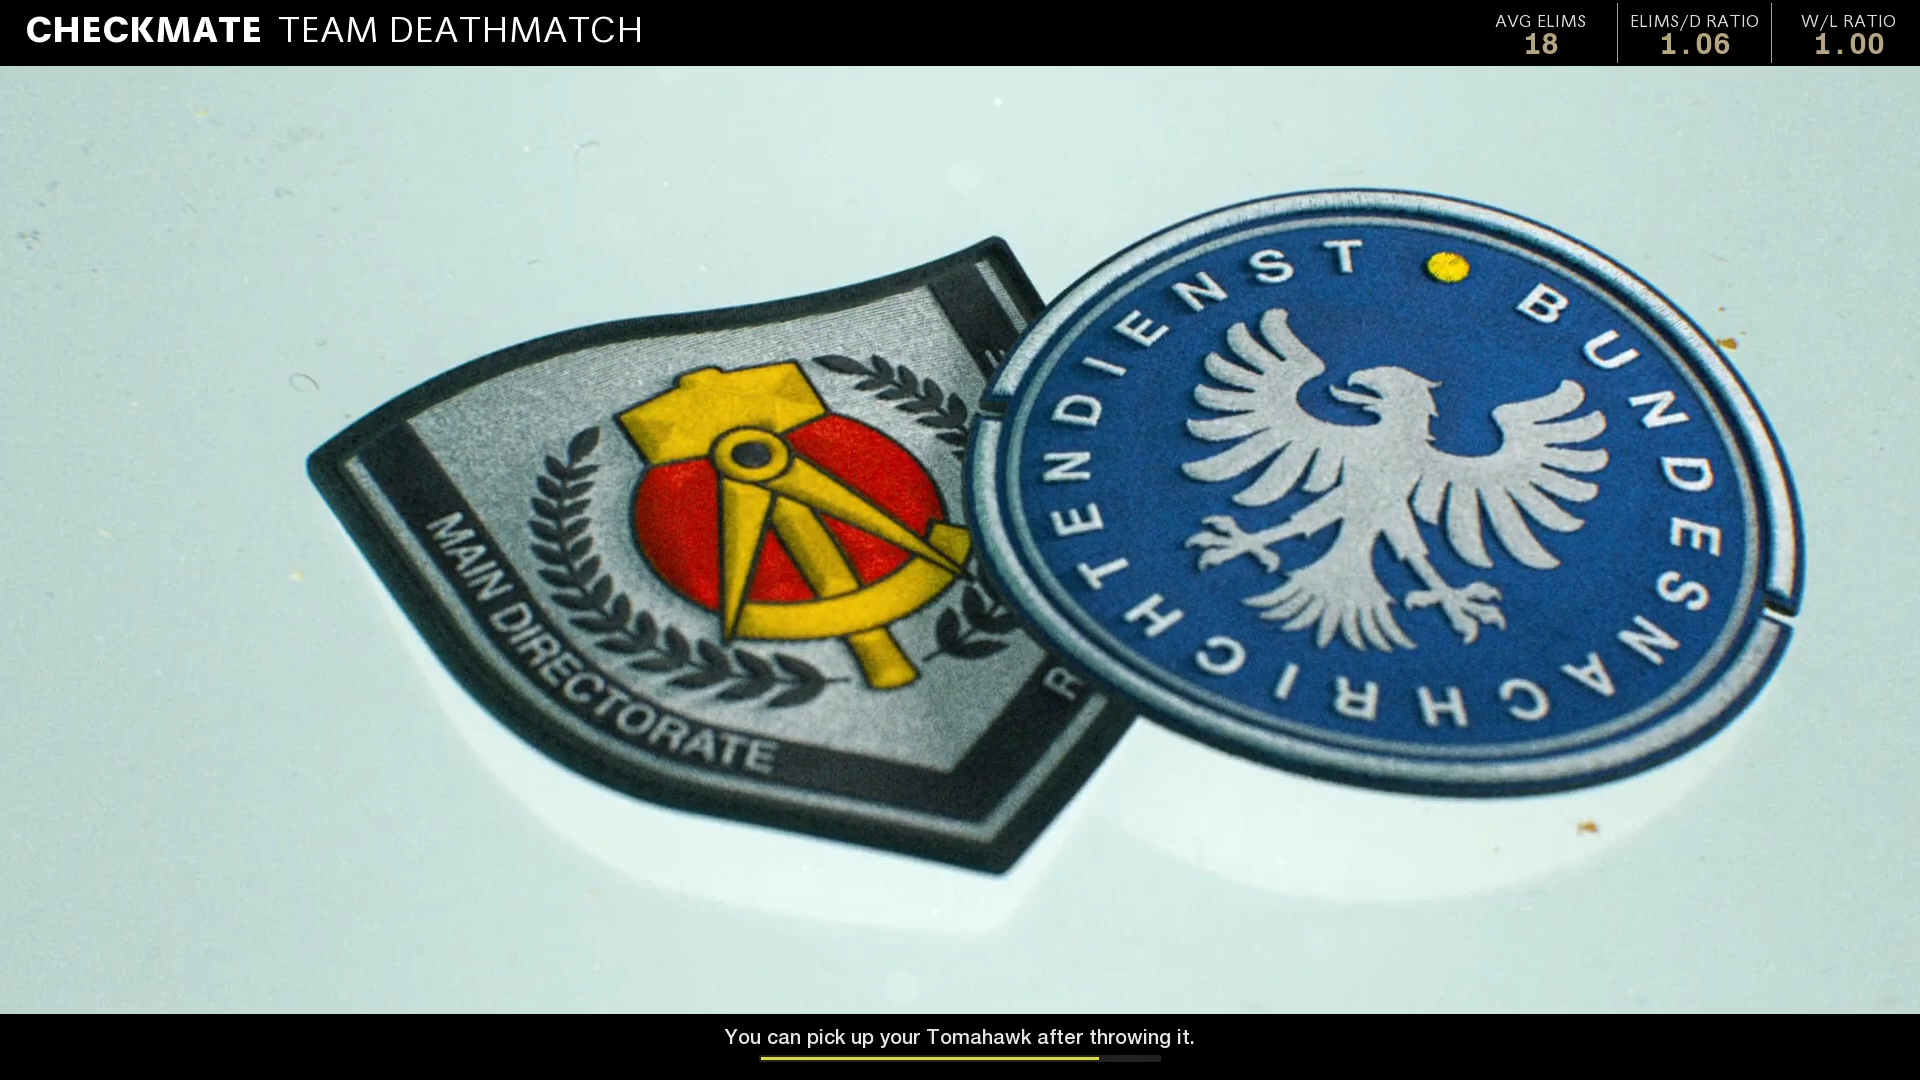 CHECKMATE TEAM DEATHMATCH
AVG ELIMS
18
ELIMS/D RATIO
1.06
W/L RATIO
1.00
MAIN DIRECTORATE
R
BUNDESNACHRICHTENDIENST
You can pick up your Tomahawk after throwing it.